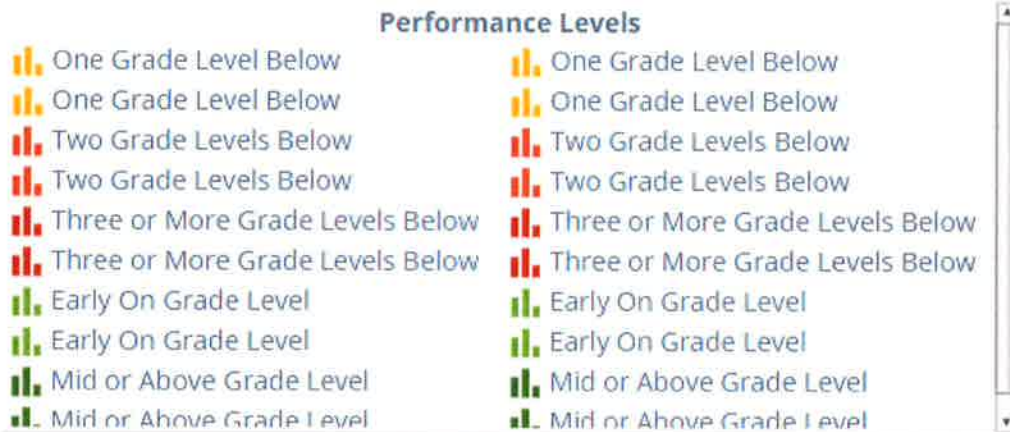 Performance Levels
One Grade Level Below One Grade Level Below
One Grade Level Below One Grade Level Below
Two Grade Levels Below Two Grade Levels Below
Two Grade Levels Below Two Grade Levels Below
Three or More Grade Levels Below Three or More Grade Levels Below
Three or More Grade Levels Below Three or More Grade Levels Below
Early On Grade Level Early On Grade Level
Early On Grade Level Early On Grade Level
Mid or Above Grade Level Mid or Above Grade Level
Mid or Above Grade Level Mid or Above Grade Level